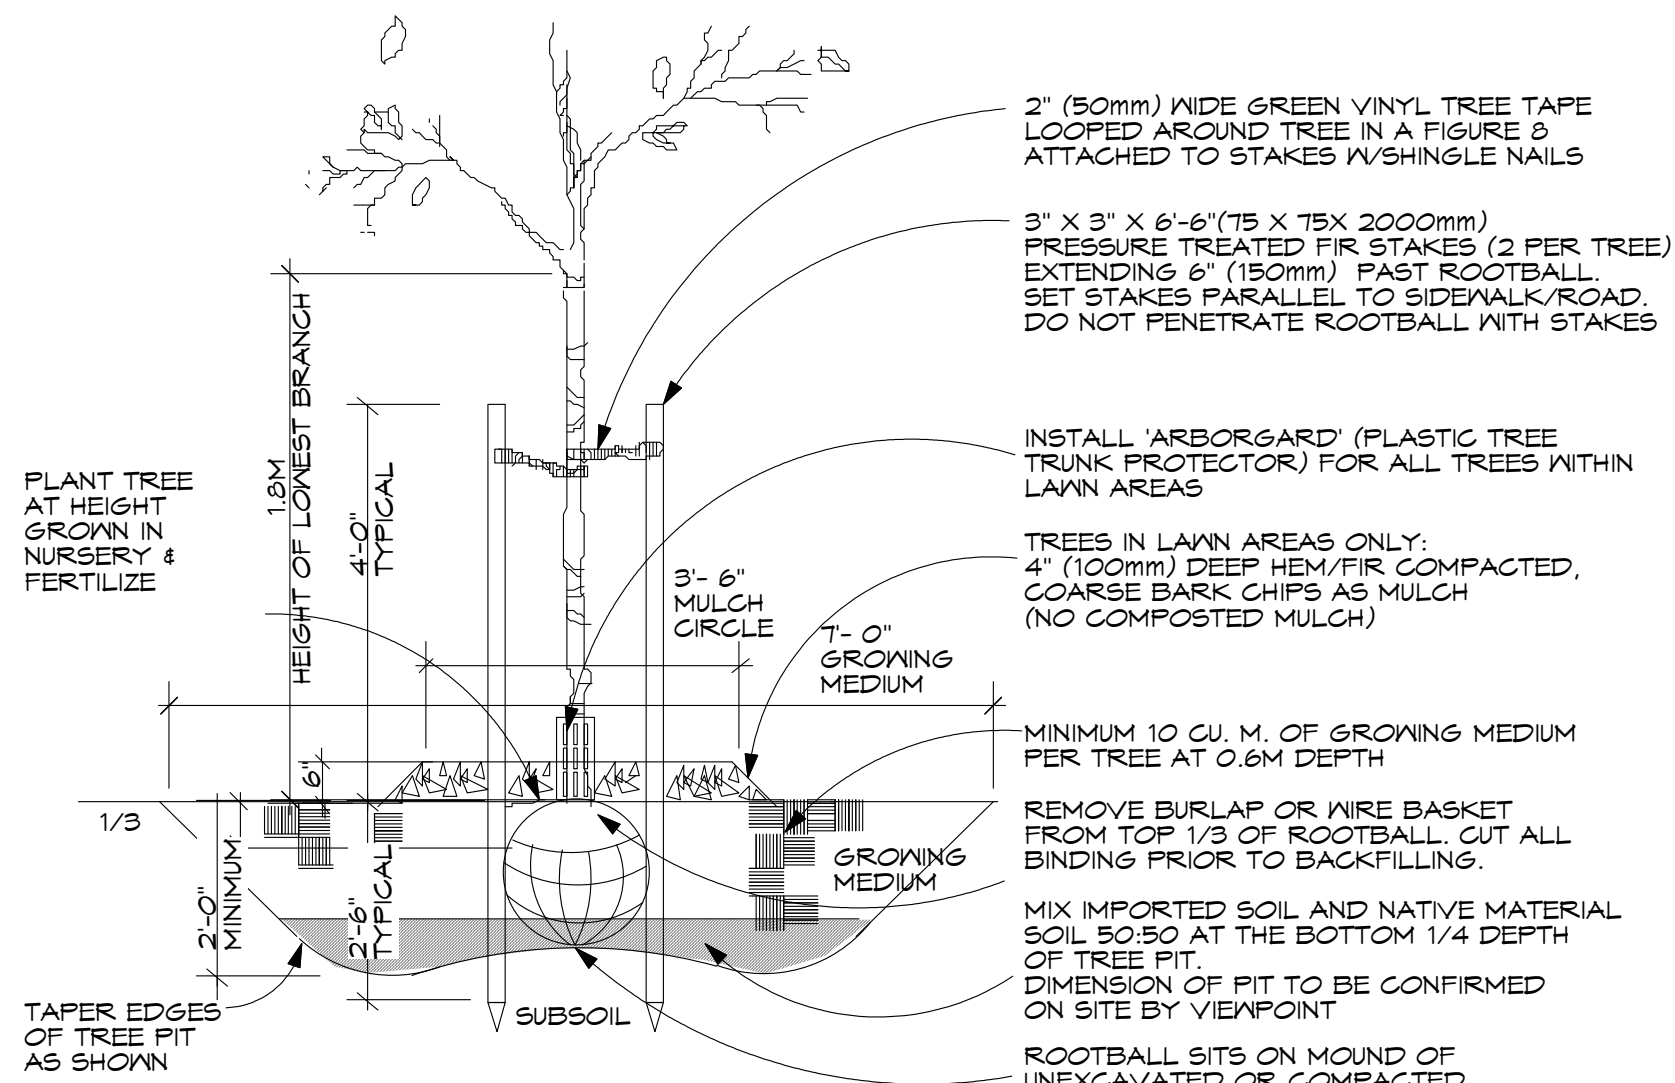 2" (50mm) WIDE GREEN VINYL TREE TAPE
LOOPED AROUND TREE IN A FIGURE 8
ATTACHED TO STAKES W/SHINGLE NAILS
3" X 3" X 6'-6"(75 X 75X 2000mm)
PRESSURE TREATED FIR STAKES (2 PER TREE)
EXTENDING 6" (150mm) PAST ROOTBALL.
SET STAKES PARALLEL TO SIDEWALK/ROAD.
DO NOT PENETRATE ROOTBALL WITH STAKES
INSTALL 'ARBORGARD' (PLASTIC TREE
TRUNK PROTECTOR) FOR ALL TREES WITHIN
LAWN AREAS
TREES IN LAWN AREAS ONLY:
4" (100mm) DEEP HEM/FIR COMPACTED,
COARSE BARK CHIPS AS MULCH
(NO COMPOSTED MULCH)
MINIMUM 10 CU. M. OF GROWING MEDIUM
PER TREE AT 0.6M DEPTH
REMOVE BURLAP OR WIRE BASKET
FROM TOP 1/3 OF ROOTBALL. CUT ALL
BINDING PRIOR TO BACKFILLING.
MIX IMPORTED SOIL AND NATIVE MATERIAL
SOIL 50:50 AT THE BOTTOM 1/4 DEPTH
OF TREE PIT.
DIMENSION OF PIT TO BE CONFIRMED
ON SITE BY VIEWPOINT
ROOTBALL SITS ON MOUND OF
UNEXCAVATED OR COMPACTED
PLANT TREE
AT HEIGHT
GROWN IN
NURSERY &
FERTILIZE
1.8M
HEIGHT OF LOWEST BRANCH
4'-0"
TYPICAL
3'- 6"
MULCH
CIRCLE
7'- 0"
GROWING
MEDIUM
6"
1/3
2'-0"
MINIMUM
2'-6"
TYPICAL
GROWING
MEDIUM
SUBSOIL
TAPER EDGES
OF TREE PIT
AS SHOWN